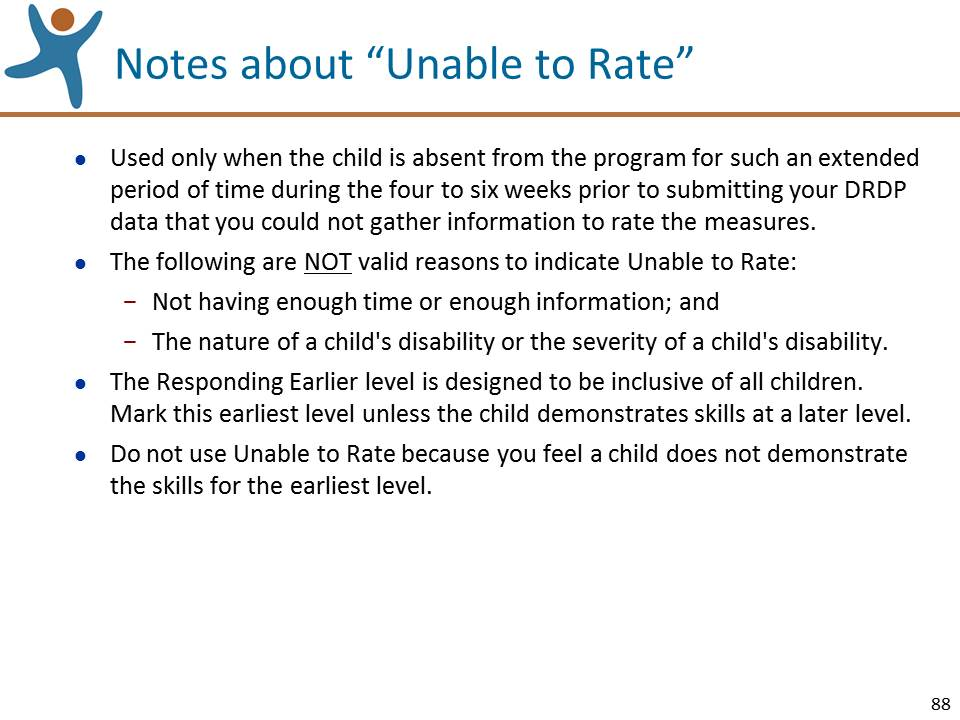 Notes about “Unable to Rate”
● Used only when the child is absent from the program for such an extended
period of time during the four to six weeks prior to submitting your DRDP
data that you could not gather information to rate the measures.
● The following are NOT valid reasons to indicate Unable to Rate:
− Not having enough time or enough information; and
− The nature of a child's disability or the severity of a child's disability.
● The Responding Earlier level is designed to be inclusive of all children.
Mark this earliest level unless the child demonstrates skills at a later level.
● Do not use Unable to Rate because you feel a child does not demonstrate
the skills for the earliest level.
88